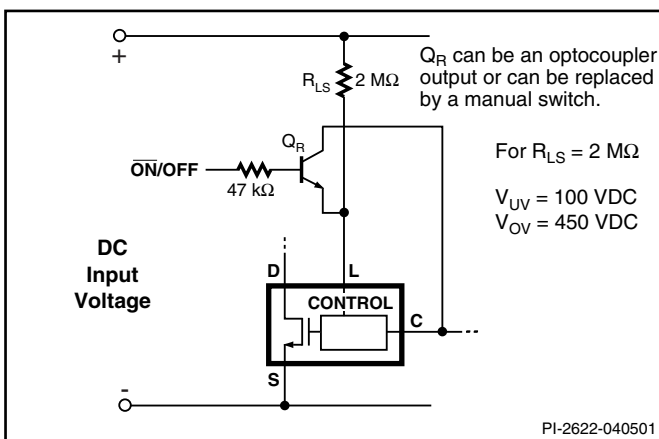 +
R_LS 2 MΩ
Q_R can be an optocoupler
output or can be replaced
by a manual switch.
Q_R
For R_LS = 2 MΩ
ON/OFF
47 kΩ
V_UV = 100 VDC
V_OV = 450 VDC
DC
Input
Voltage
D
L
CONTROL
C
S
-
PI-2622-040501